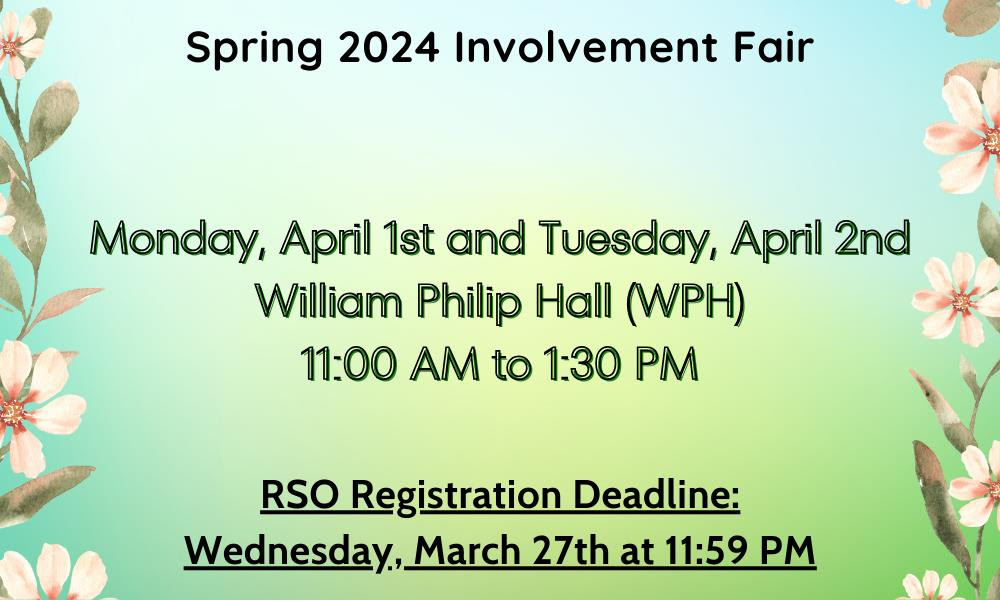 Spring 2024 Involvement Fair
Monday, April 1st and Tuesday, April 2nd
William Philip Hall (WPH)
11:00 AM to 1:30 PM
RSO Registration Deadline:
Wednesday, March 27th at 11:59 PM